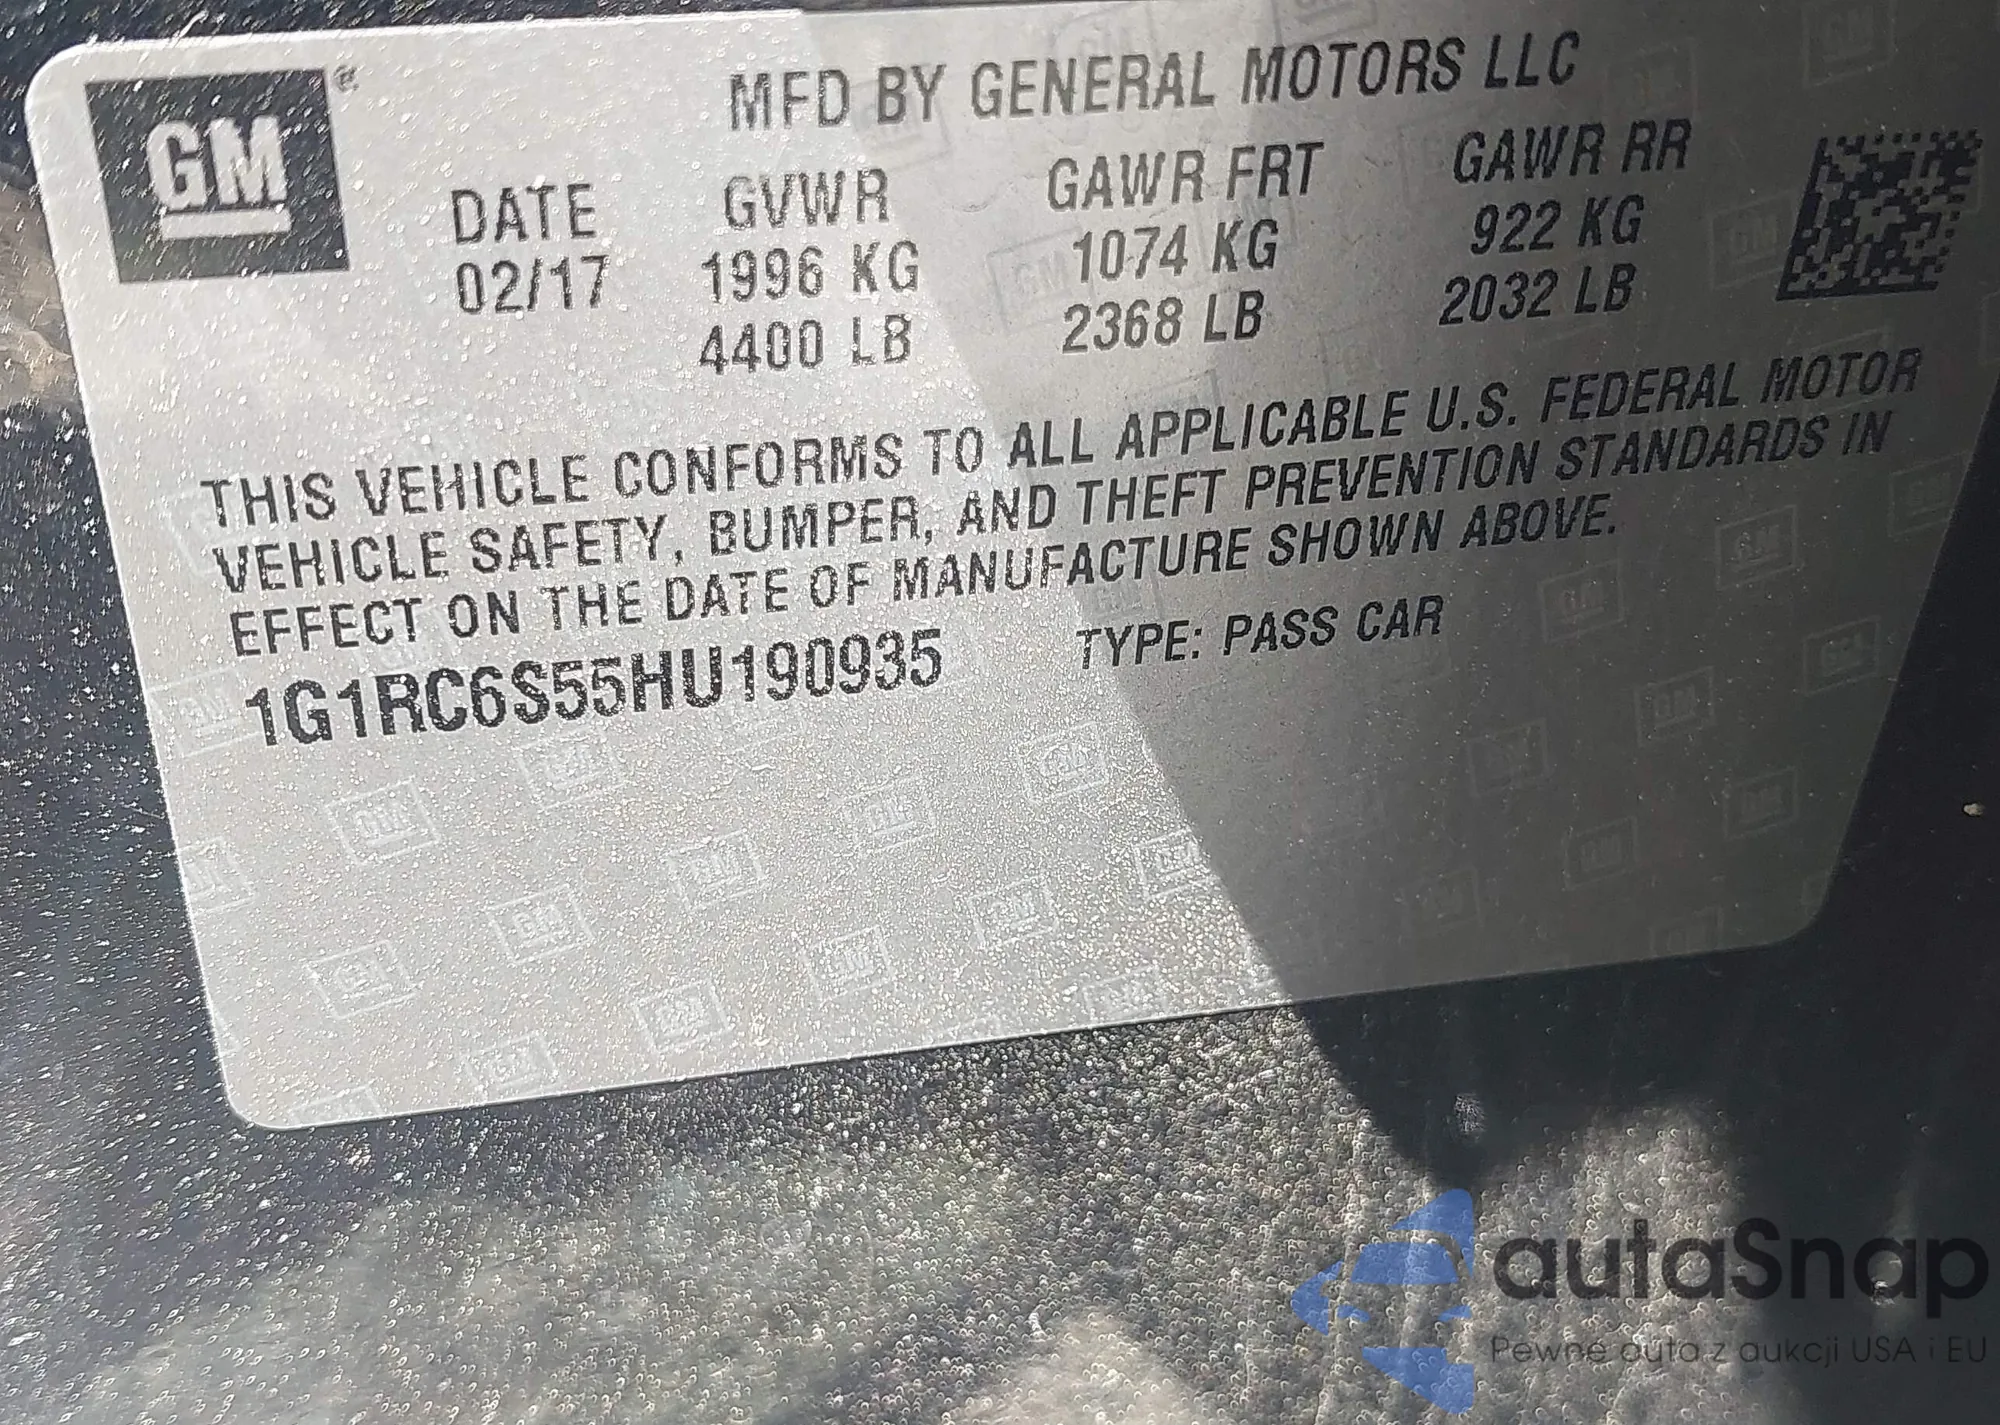 GM ®
MFD BY GENERAL MOTORS LLC
DATE GVWR GAWR FRT GAWR RR
02/17 1996 KG 1074 KG 922 KG
4400 LB 2368 LB 2032 LB
THIS VEHICLE CONFORMS TO ALL APPLICABLE U.S. FEDERAL MOTOR
VEHICLE SAFETY, BUMPER, AND THEFT PREVENTION STANDARDS IN
EFFECT ON THE DATE OF MANUFACTURE SHOWN ABOVE.
1G1RC6S55HU190935 TYPE: PASS CAR
autaSnap
Pewne auta z aukcji USA i EU